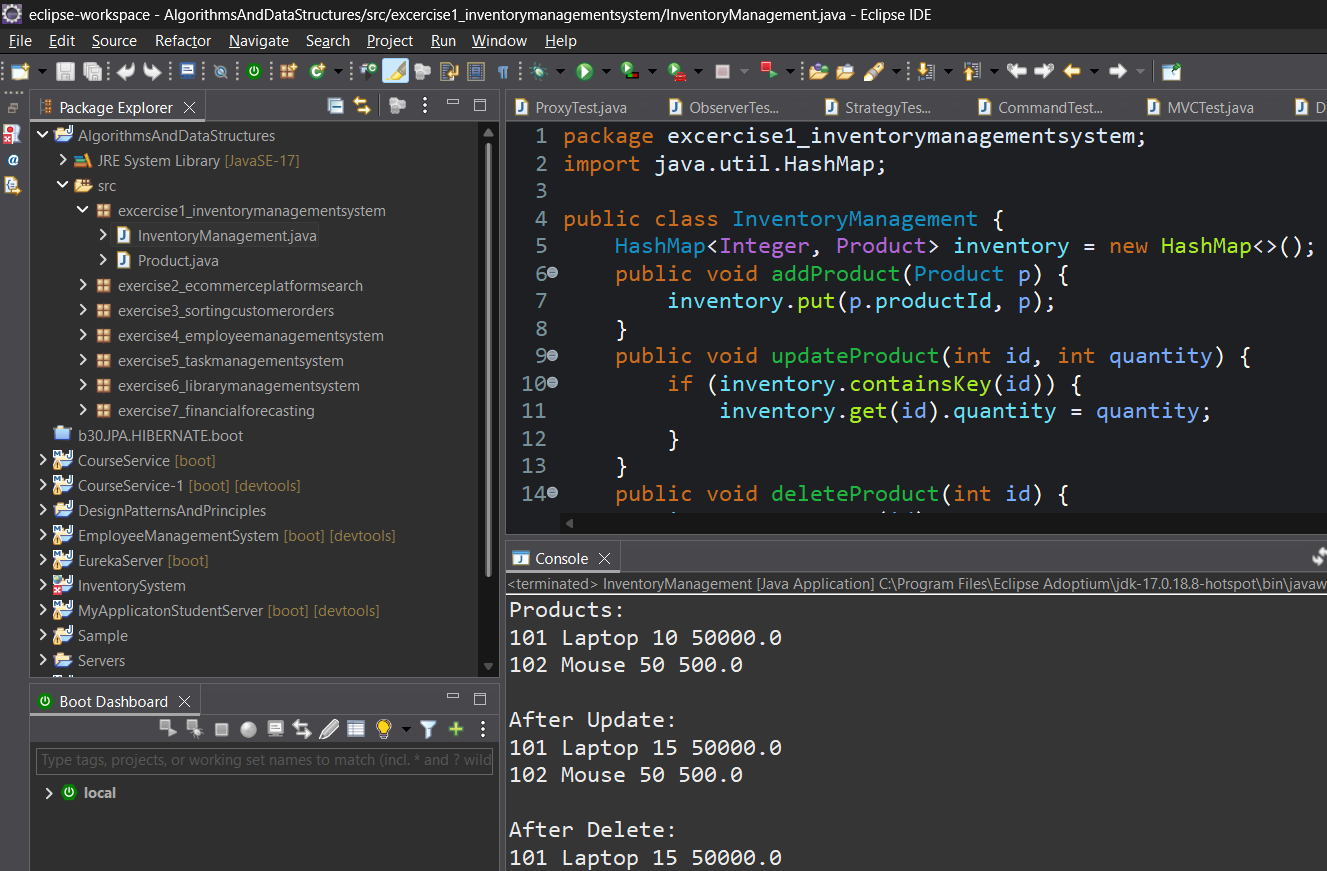 eclipse-workspace - AlgorithmsAndDataStructures/src/excercise1_inventorymanagementsystem/InventoryManagement.java - Eclipse IDE
File Edit Source Refactor Navigate Search Project Run Window Help
Package Explorer
AlgorithmsAndDataStructures
JRE System Library [JavaSE-17]
src
excercise1_inventorymanagementsystem
InventoryManagement.java
Product.java
exercise2_ecommerceplatformsearch
exercise3_sortingcustomerorders
exercise4_employeemanagementsystem
exercise5_taskmanagementsystem
exercise6_librarymanagementsystem
exercise7_financialforecasting
b30.JPA.HIBERNATE.boot
CourseService [boot]
CourseService-1 [boot] [devtools]
DesignPatternsAndPrinciples
EmployeeManagementSystem [boot] [devtools]
EurekaServer [boot]
InventorySystem
MyApplicatonStudentServer [boot] [devtools]
Sample
Servers
Boot Dashboard
Type tags, projects, or working set names to match (incl. * and ? wild
local
ProxyTest.java ObserverTes... StrategyTes... CommandTest... MVCTest.java D
1 package excercise1_inventorymanagementsystem;
2 import java.util.HashMap;
3
4 public class InventoryManagement {
5 HashMap<Integer, Product> inventory = new HashMap<>();
6 public void addProduct(Product p) {
7 inventory.put(p.productId, p);
8 }
9 public void updateProduct(int id, int quantity) {
10 if (inventory.containsKey(id)) {
11 inventory.get(id).quantity = quantity;
12 }
13 }
14 public void deleteProduct(int id) {
Console
<terminated> InventoryManagement [Java Application] C:\Program Files\Eclipse Adoptium\jdk-17.0.18.8-hotspot\bin\javaw
Products:
101 Laptop 10 50000.0
102 Mouse 50 500.0
After Update:
101 Laptop 15 50000.0
102 Mouse 50 500.0
After Delete:
101 Laptop 15 50000.0